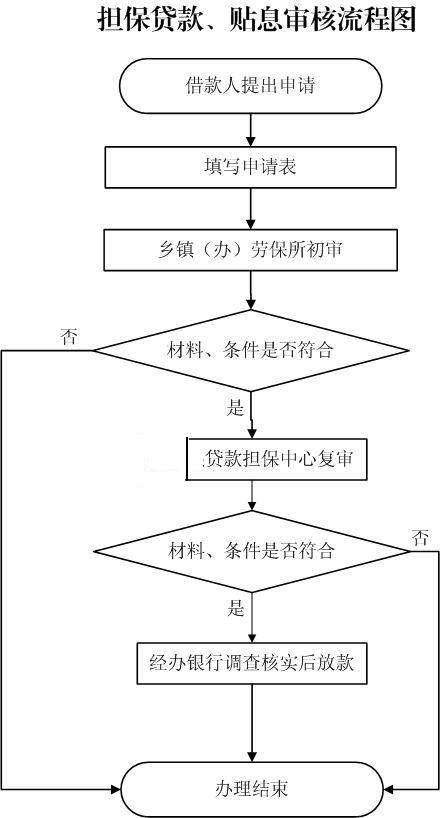 担保贷款、贴息审核流程图
借款人提出申请
填写申请表
乡镇（办）劳保所初审
否
材料、条件是否符合
是
贷款担保中心复审
否
材料、条件是否符合
是
经办银行调查核实后放款
办理结束